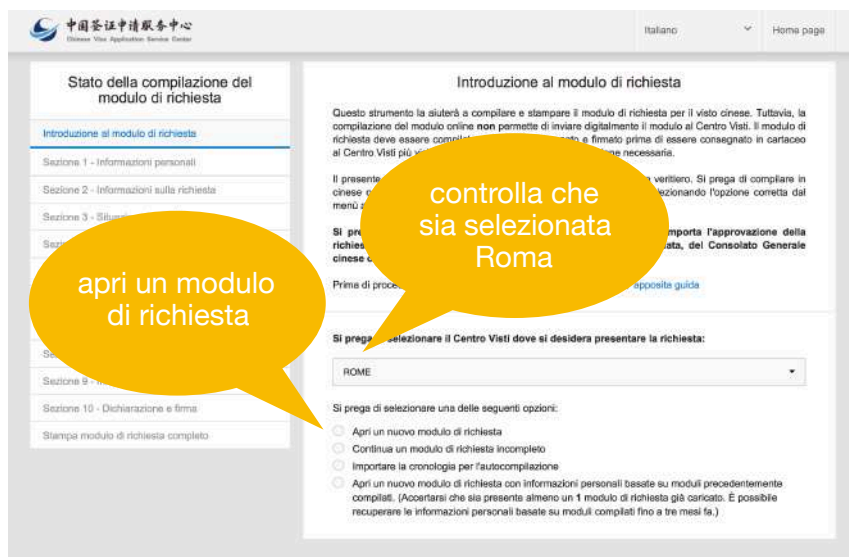 中国签证申请服务中心
Chinese Visa Application Service Center
Italiano
Home page
Stato della compilazione del
modulo di richiesta
Introduzione al modulo di richiesta
Sezione 1 - Informazioni personali
Sezione 2 - Informazioni sulla richiesta
Sezione 3 -
Sezione 9 -
Sezione 10 - Dichiarazione e firma
Stampa modulo di richiesta completo
apri un modulo
di richiesta
Introduzione al modulo di richiesta
Questo strumento la aiuterà a compilare e stampare il modulo di richiesta per il visto cinese. Tuttavia, la
compilazione del modulo online non permette di inviare digitalmente il modulo al Centro Visti. Il modulo di
richiesta deve essere e firmato prima di essere consegnato in cartaceo
al Centro Visti più necessaria.
Il presente veritiero. Si prega di compilare in
cinese l'opzione corretta dal
menù
Si l'approvazione della
del Consolato Generale
cinese
Prima di apposita guida
controlla che
sia selezionata
Roma
Si prega selezionare il Centro Visti dove si desidera presentare la richiesta:
ROME
Si prega di selezionare una delle seguenti opzioni:
Apri un nuovo modulo di richiesta
Continua un modulo di richiesta incompleto
Importare la cronologia per l'autocompilazione
Apri un nuovo modulo di richiesta con informazioni personali basate su moduli precedentemente
compilati. (Accertarsi che sia presente almeno un 1 modulo di richiesta già caricato. È possibile
recuperare le informazioni personali basate su moduli compilati fino a tre mesi fa.)